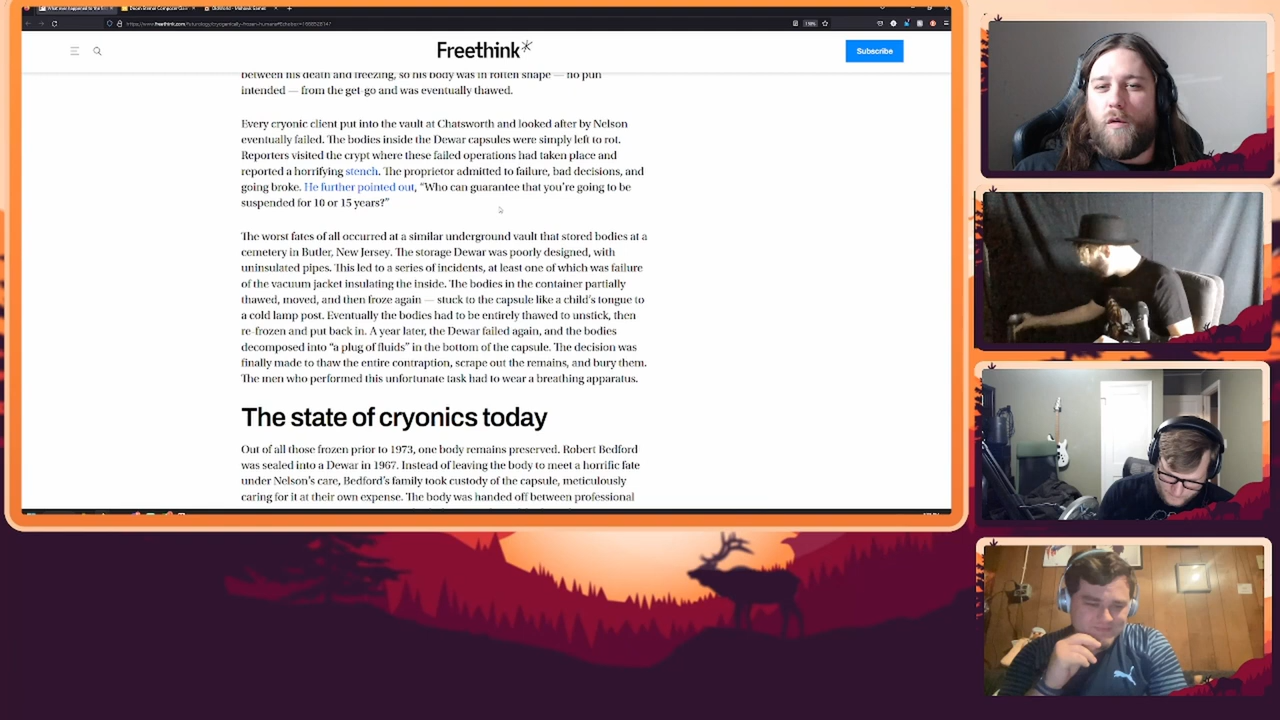 Freethink
Subscribe
between his death and freezing, so his body was in rotten shape — no pun
intended — from the get-go and was eventually thawed.
Every cryonic client put into the vault at Chatsworth and looked after by Nelson
eventually failed. The bodies inside the Dewar capsules were simply left to rot.
Reporters visited the crypt where these failed operations had taken place and
reported a horrifying stench. The proprietor admitted to failure, bad decisions, and
going broke. He further pointed out, “Who can guarantee that you’re going to be
suspended for 10 or 15 years?”
The worst fates of all occurred at a similar underground vault that stored bodies at a
cemetery in Butler, New Jersey. The storage Dewar was poorly designed, with
uninsulated pipes. This led to a series of incidents, at least one of which was failure
of the vacuum jacket insulating the inside. The bodies in the container partially
thawed, moved, and then froze again — stuck to the capsule like a child’s tongue to
a cold lamp post. Eventually the bodies had to be entirely thawed to unstick, then
re-frozen and put back in. A year later, the Dewar failed again, and the bodies
decomposed into “a plug of fluids” in the bottom of the capsule. The decision was
finally made to thaw the entire contraption, scrape out the remains, and bury them.
The men who performed this unfortunate task had to wear a breathing apparatus.
The state of cryonics today
Out of all those frozen prior to 1973, one body remains preserved. Robert Bedford
was sealed into a Dewar in 1967. Instead of leaving the body to meet a horrific fate
under Nelson’s care, Bedford’s family took custody of the capsule, meticulously
caring for it at their own expense. The body was handed off between professional